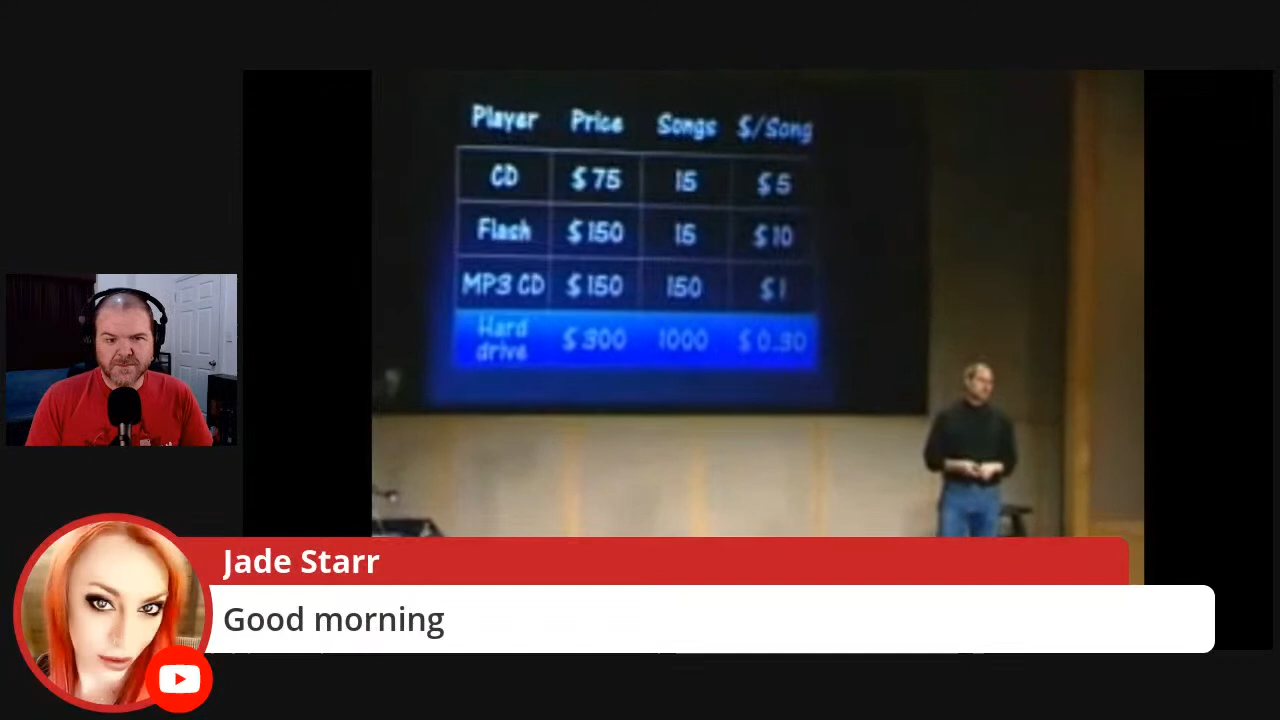 Player Price Songs $/Song
CD $75 15 $5
Flash $150 15 $10
MP3 CD $150 150 $1
Hard drive $300 1000 $0.30
Jade Starr
Good morning